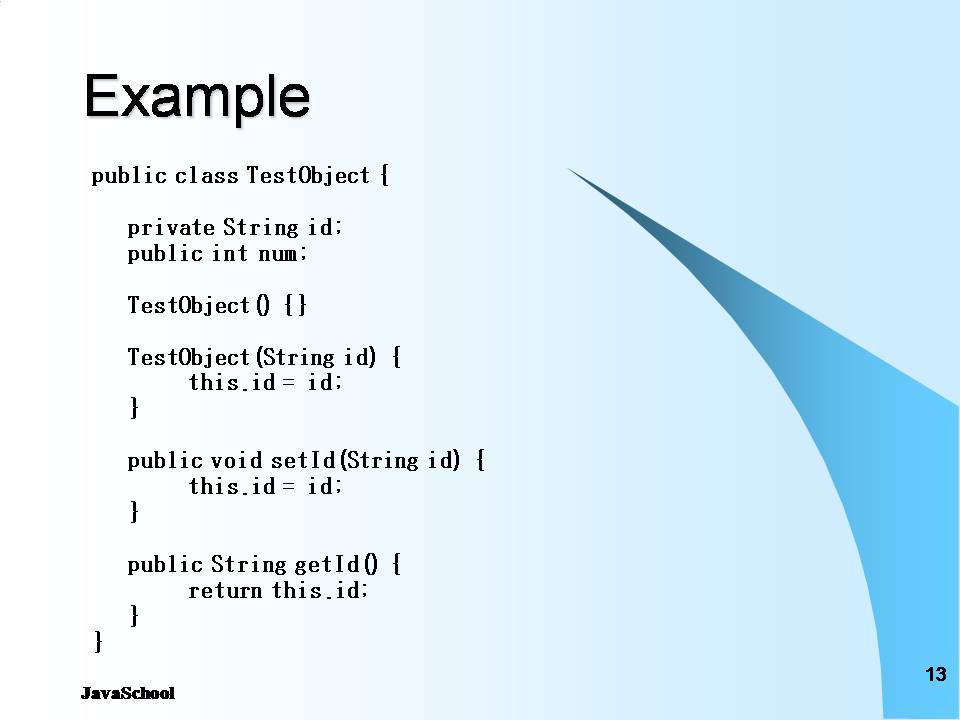 Example
public class TestObject {
private String id;
public int num;
TestObject() {}
TestObject(String id) {
this.id = id;
}
public void setId(String id) {
this.id = id;
}
public String getId() {
return this.id;
}
}
13
JavaSchool